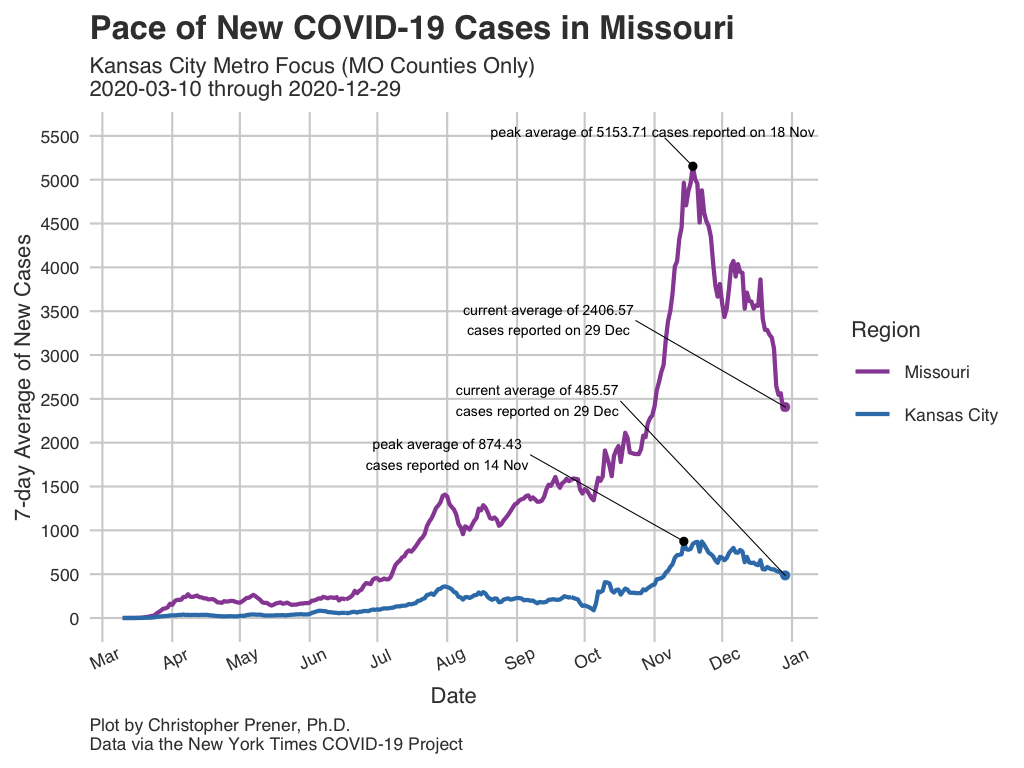 Pace of New COVID-19 Cases in Missouri
Kansas City Metro Focus (MO Counties Only)
2020-03-10 through 2020-12-29
peak average of 5153.71 cases reported on 18 Nov
current average of 2406.57
cases reported on 29 Dec
current average of 485.57
cases reported on 29 Dec
peak average of 874.43
cases reported on 14 Nov
7-day Average of New Cases
5500
5000
4500
4000
3500
3000
2500
2000
1500
1000
500
0
Mar
Apr
May
Jun
Jul
Aug
Sep
Oct
Nov
Dec
Jan
Date
Region
Missouri
Kansas City
Plot by Christopher Prener, Ph.D.
Data via the New York Times COVID-19 Project